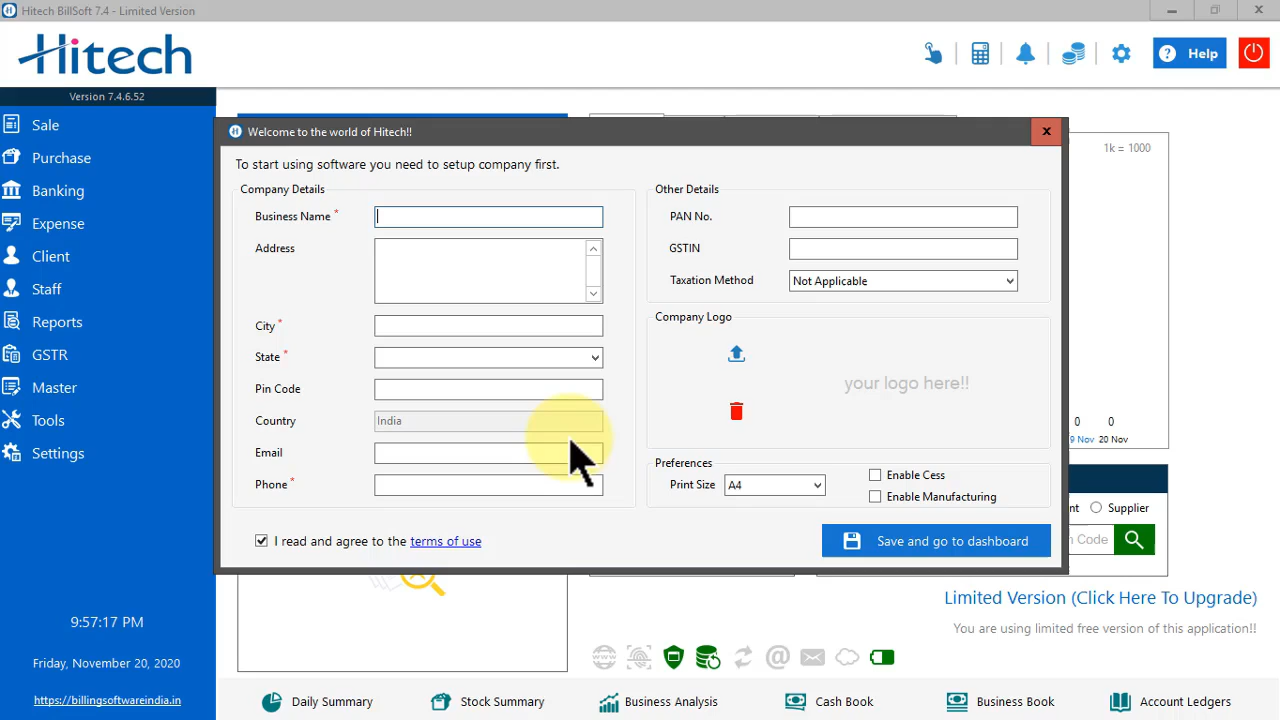 Hitech BillSoft 7.4 - Limited Version
Hitech
Help
Version 7.4.6.52
Sale
Purchase
Banking
Expense
Client
Staff
Reports
GSTR
Master
Tools
Settings
9:57:17 PM
Friday, November 20, 2020
https://billingsoftwareindia.in
Welcome to the world of Hitech!!
To start using software you need to setup company first.
Company Details
Business Name *
Address
City *
State *
Pin Code
Country India
Email
Phone *
Other Details
PAN No.
GSTIN
Taxation Method Not Applicable
Company Logo
your logo here!!
Preferences
Print Size A4
Enable Cess
Enable Manufacturing
I read and agree to the terms of use
Save and go to dashboard
1k = 1000
0 0
9 Nov 20 Nov
Supplier
Code
Limited Version (Click Here To Upgrade)
You are using limited free version of this application!!
Daily Summary
Stock Summary
Business Analysis
Cash Book
Business Book
Account Ledgers